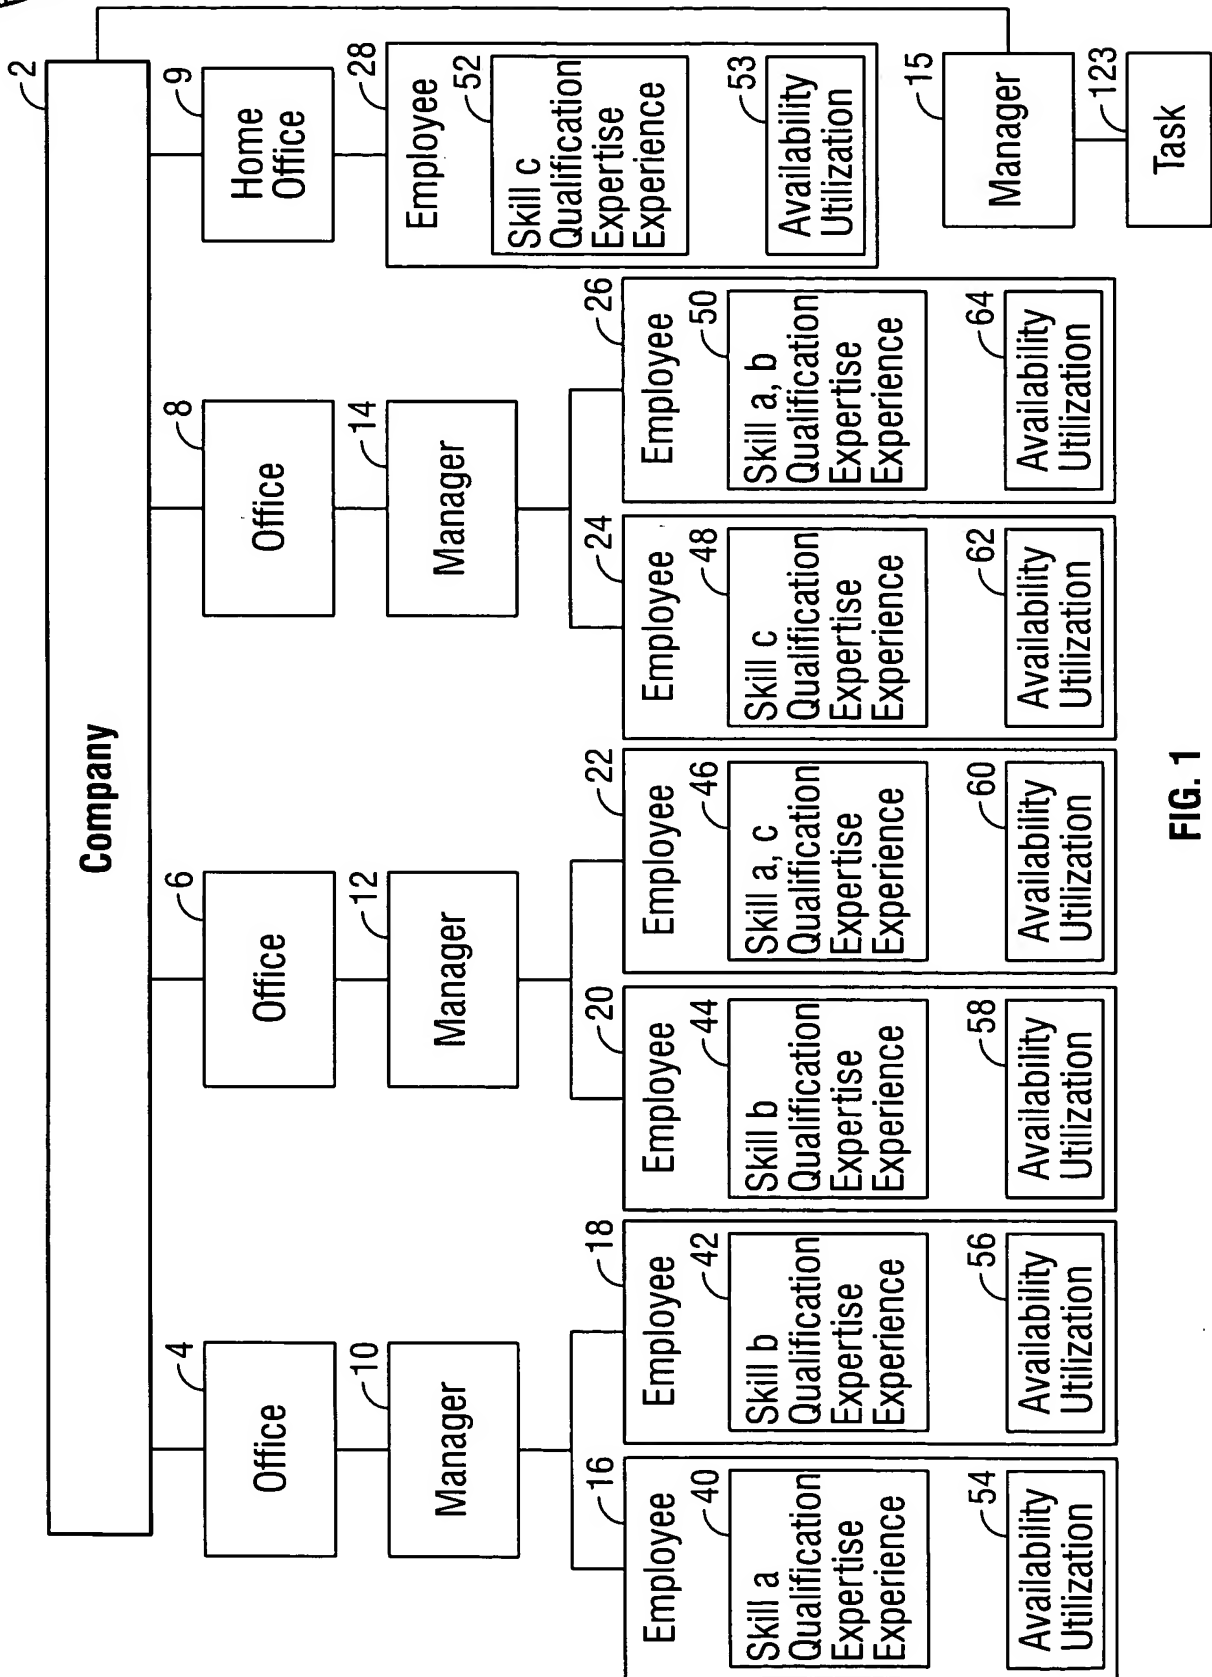 Company
2
Office
4
Office
6
Office
8
Home
Office
9
Manager
10
Manager
12
Manager
14
Employee
16
Skill a
Qualification
Expertise
Experience
40
Availability
Utilization
54
Employee
18
Skill b
Qualification
Expertise
Experience
42
Availability
Utilization
56
Employee
20
Skill b
Qualification
Expertise
Experience
44
Availability
Utilization
58
Employee
22
Skill a, c
Qualification
Expertise
Experience
46
Availability
Utilization
60
Employee
24
Skill c
Qualification
Expertise
Experience
48
Availability
Utilization
62
Employee
26
Skill a, b
Qualification
Expertise
Experience
50
Availability
Utilization
64
Employee
28
Skill c
Qualification
Expertise
Experience
52
Availability
Utilization
53
Manager
15
Task
123
FIG. 1